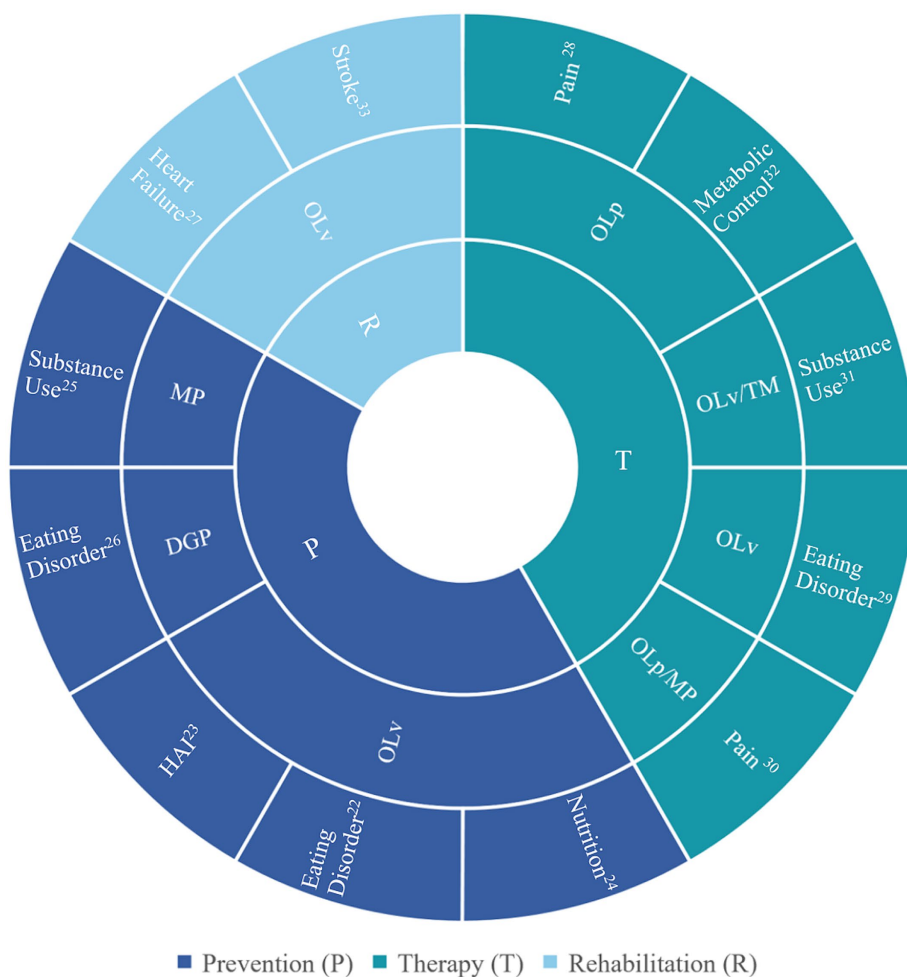 Stroke33
Pain 28
Heart
Failure27
Metabolic
Control32
OLv
OLp
R
Substance
Use25
MP
OLv/TM
Substance
Use31
T
Eating
Disorder26
DGP
P
OLv
Eating
Disorder29
OLp/MP
HAI23
OLv
Pain 30
Eating
Disorder22
Nutrition24
Prevention (P) Therapy (T) Rehabilitation (R)